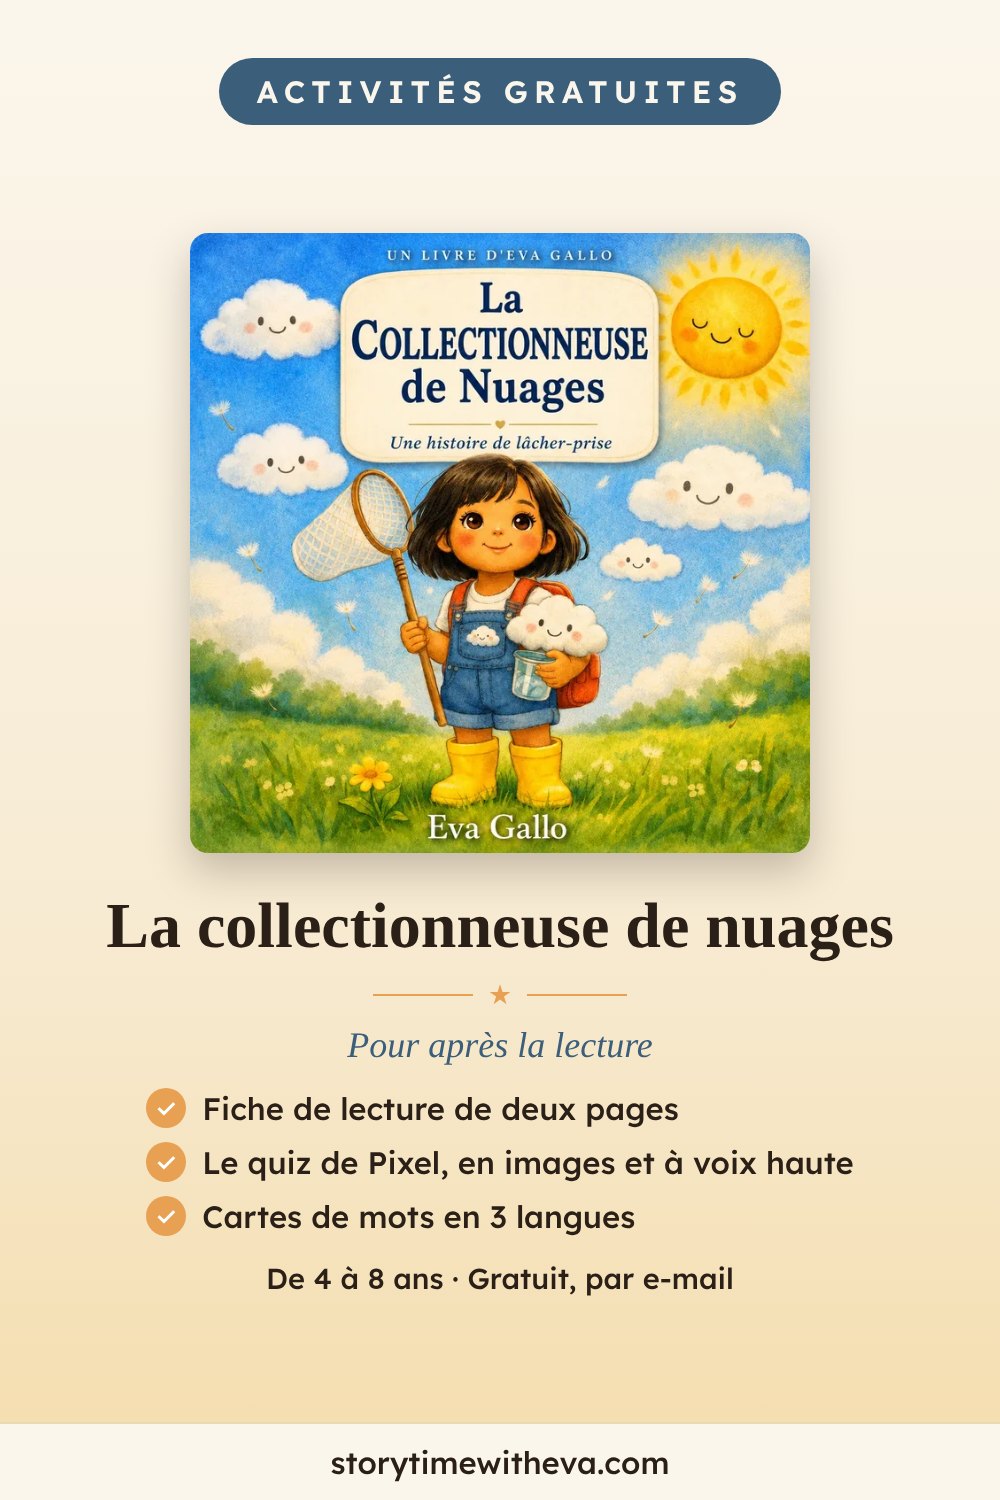 ACTIVITÉS GRATUITES
UN LIVRE D'EVA GALLO
La
COLLECTIONNEUSE
de Nuages
Une histoire de lâcher-prise
Eva Gallo
La collectionneuse de nuages
Pour après la lecture
Fiche de lecture de deux pages
Le quiz de Pixel, en images et à voix haute
Cartes de mots en 3 langues
De 4 à 8 ans · Gratuit, par e-mail
storytimewitheva.com